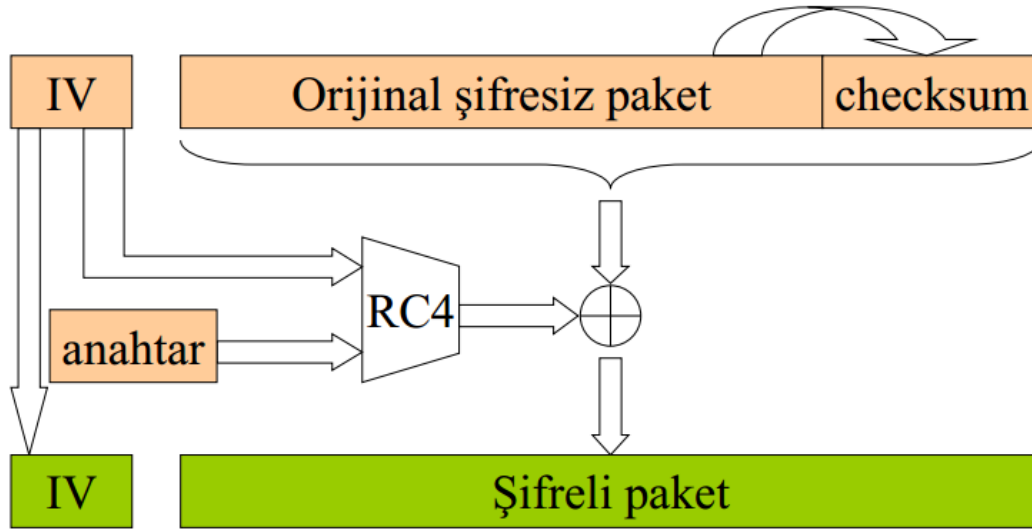 IV
Orijinal şifresiz paket
checksum
RC4
anahtar
IV
Şifreli paket